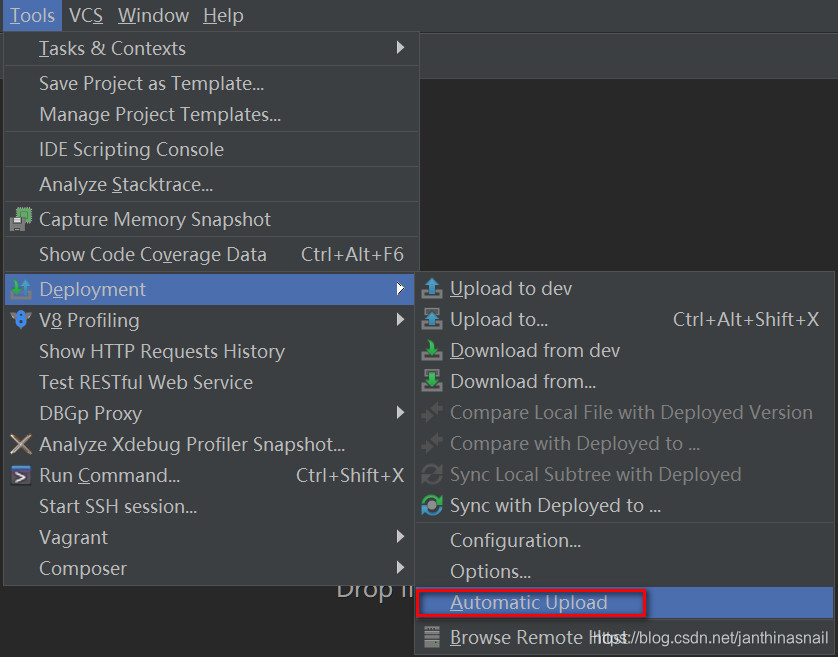 Tools VCS Window Help
Tasks & Contexts
Save Project as Template...
Manage Project Templates...
IDE Scripting Console
Analyze Stacktrace...
Capture Memory Snapshot
Show Code Coverage Data Ctrl+Alt+F6
Deployment
V8 Profiling
Show HTTP Requests History
Test RESTful Web Service
DBGp Proxy
Analyze Xdebug Profiler Snapshot...
Run Command... Ctrl+Shift+X
Start SSH session...
Vagrant
Composer
Drop
Upload to dev
Upload to... Ctrl+Alt+Shift+X
Download from dev
Download from...
Compare Local File with Deployed Version
Compare with Deployed to ...
Sync Local Subtree with Deployed
Sync with Deployed to ...
Configuration...
Options...
Automatic Upload
Browse Remote Host
https://blog.csdn.net/janthinasnail